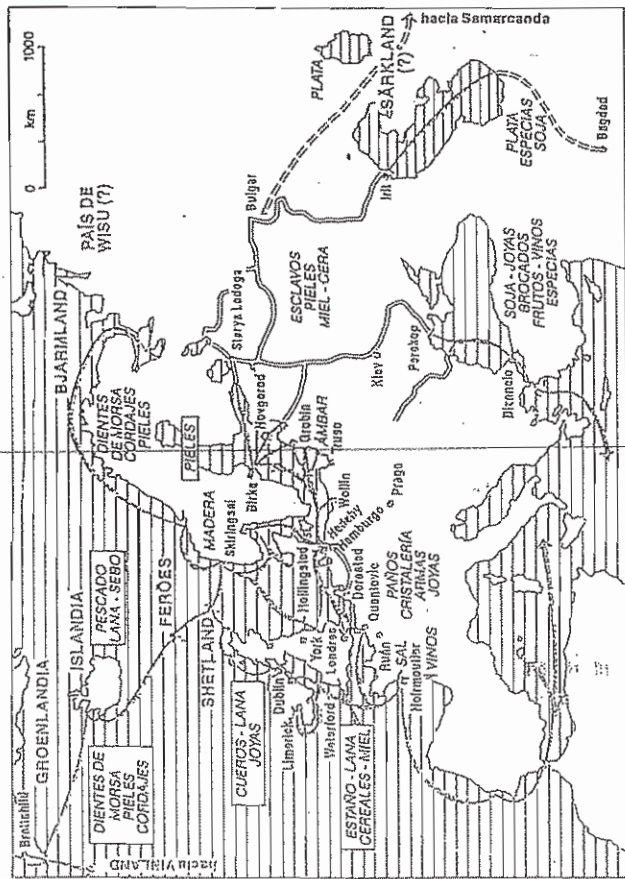 Brattahlid
GROENLANDIA
hacia VINLAND
DIENTES DE
MORSA
PIELES
CORDAJES
ISLANDIA
PESCADO
LANA - SEBO
FERÖES
SHETLAND
DIENTES
DE MORSA
CORDAJES
PIELES
BJARMLAND
PAÍS DE
WISU (?)
0 km 1000
MADERA
Skiringsal
PIELES
Birka
Novgorod
Starya Ladoga
Bulgar
PLATA
hacia Samarcanda
SÄRKLAND
(?)
CUEROS - LANA
JOYAS
Dublin
Limerick
Waterford
York
Londres
Hollingsted
Hedeby
Hamburgo
Wollin
Grobin
ÁMBAR
Truso
ESCLAVOS
PIELES
MIEL - CERA
Itil
ESTAÑO - LANA
CEREALES - MIEL
Dorestad
Quentovic
Ruán
SAL
Noirmoutier
VINOS
PAÑOS
CRISTALERÍA
ARMAS
JOYAS
Praga
Kiev
Perekop
SOJA - JOYAS
BROCADOS
FRUTOS - VINOS
ESPECIAS
Bizancio
PLATA
ESPECIAS
SOJA
Bagdad